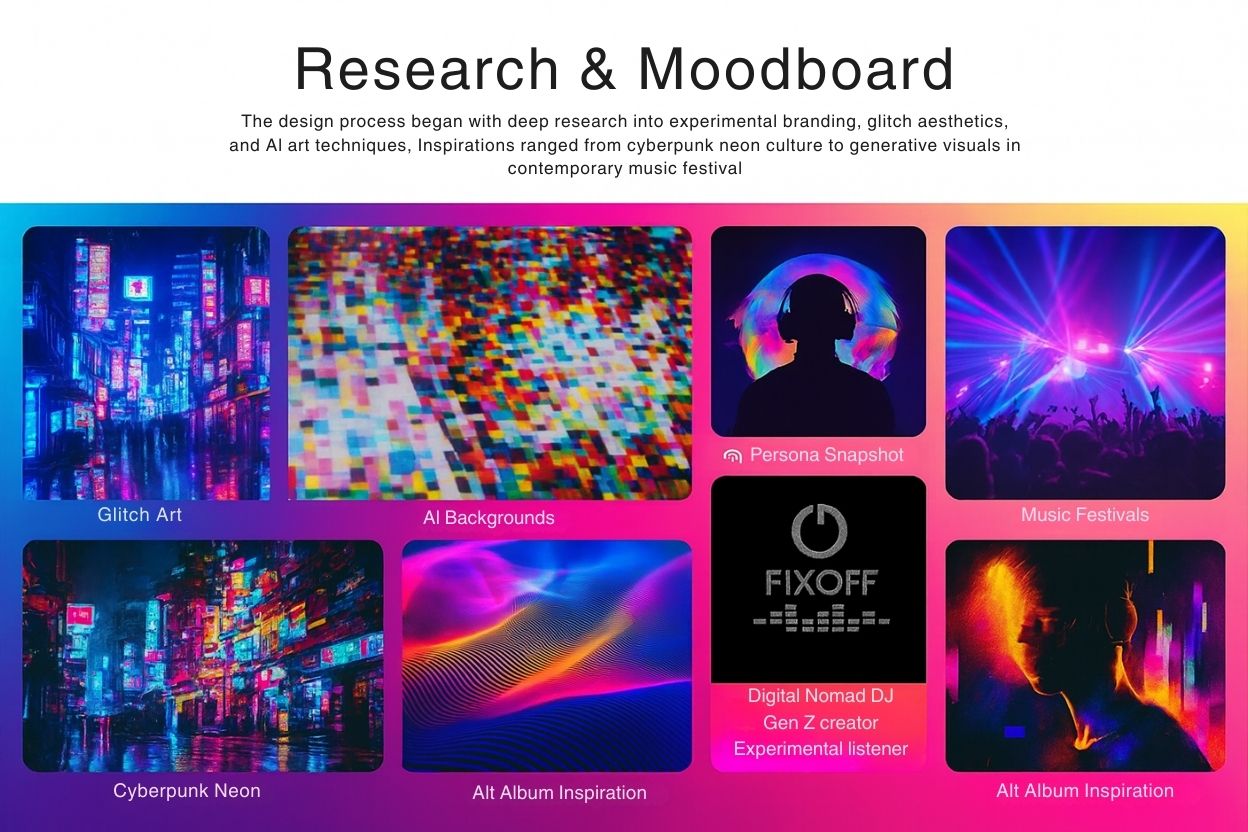 Research & Moodboard
The design process began with deep research into experimental branding, glitch aesthetics,
and AI art techniques, Inspirations ranged from cyberpunk neon culture to generative visuals in
contemporary music festival
Glitch Art
AI Backgrounds
Persona Snapshot
Music Festivals
FIXOFF
Digital Nomad DJ
Gen Z creator
Experimental listener
Cyberpunk Neon
Alt Album Inspiration
Alt Album Inspiration